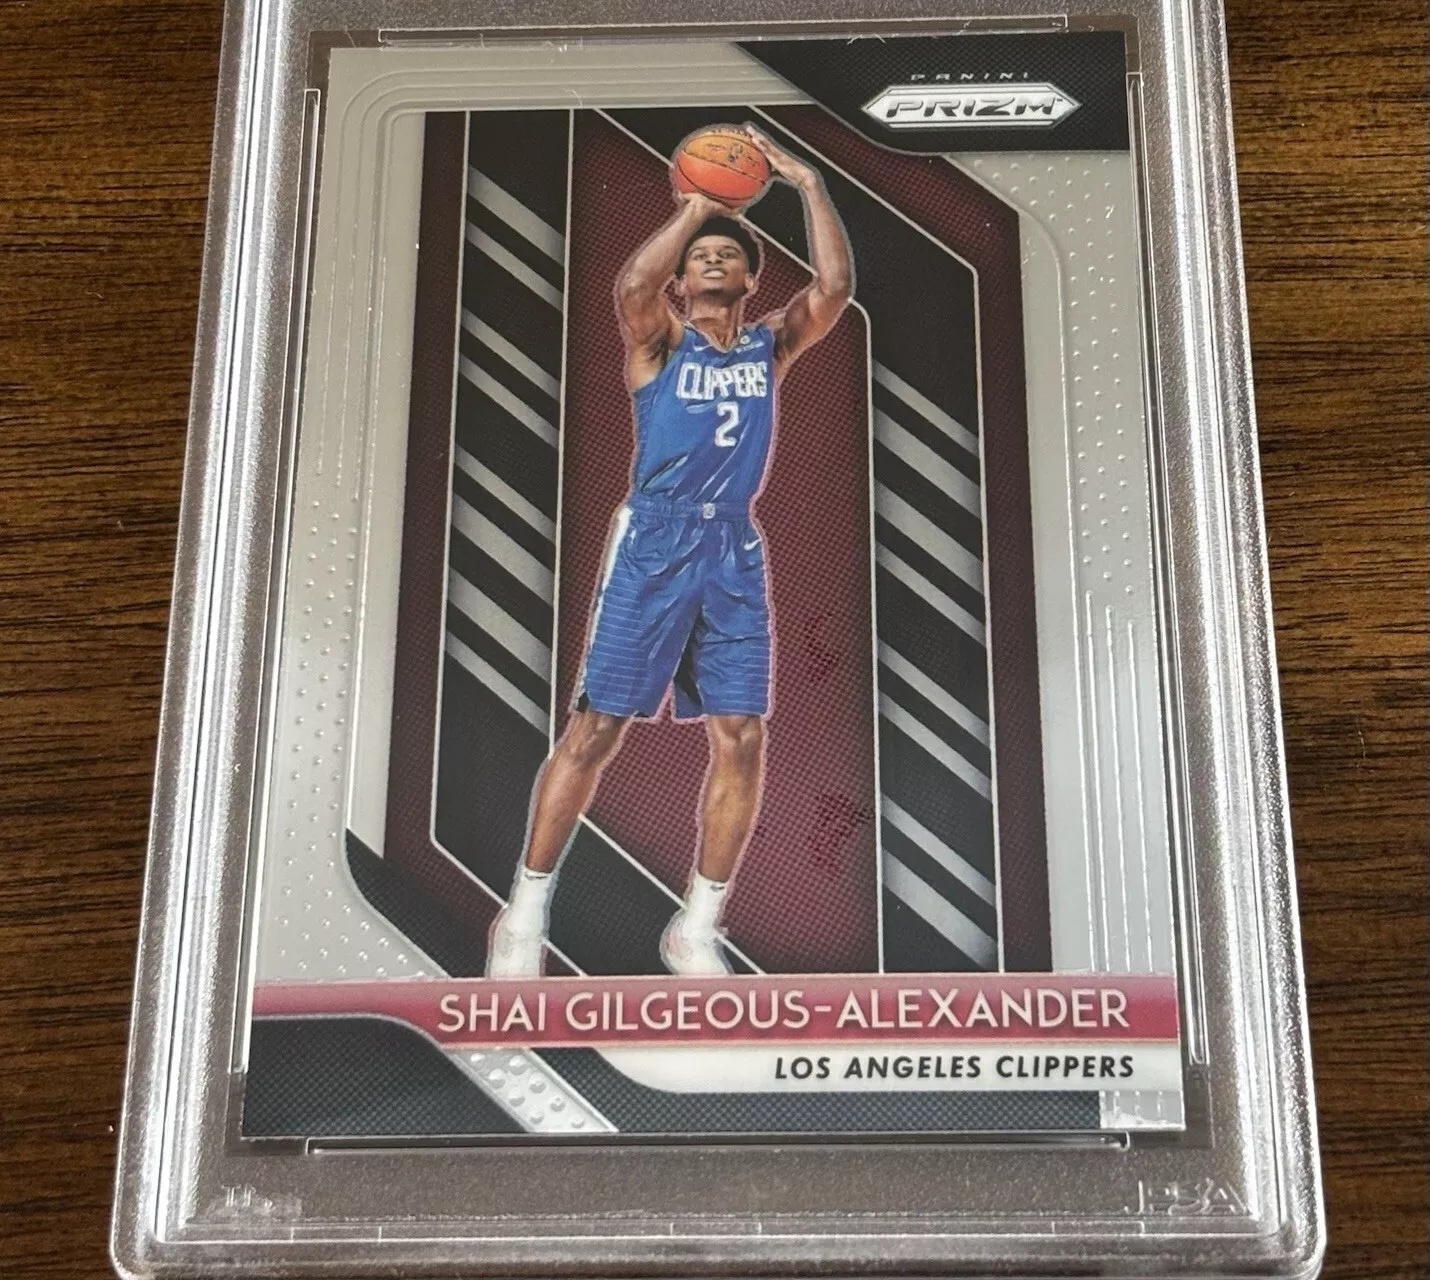 PANINI
PRIZM
CLIPPERS
2
SHAI GILGEOUS-ALEXANDER
LOS ANGELES CLIPPERS
PSA